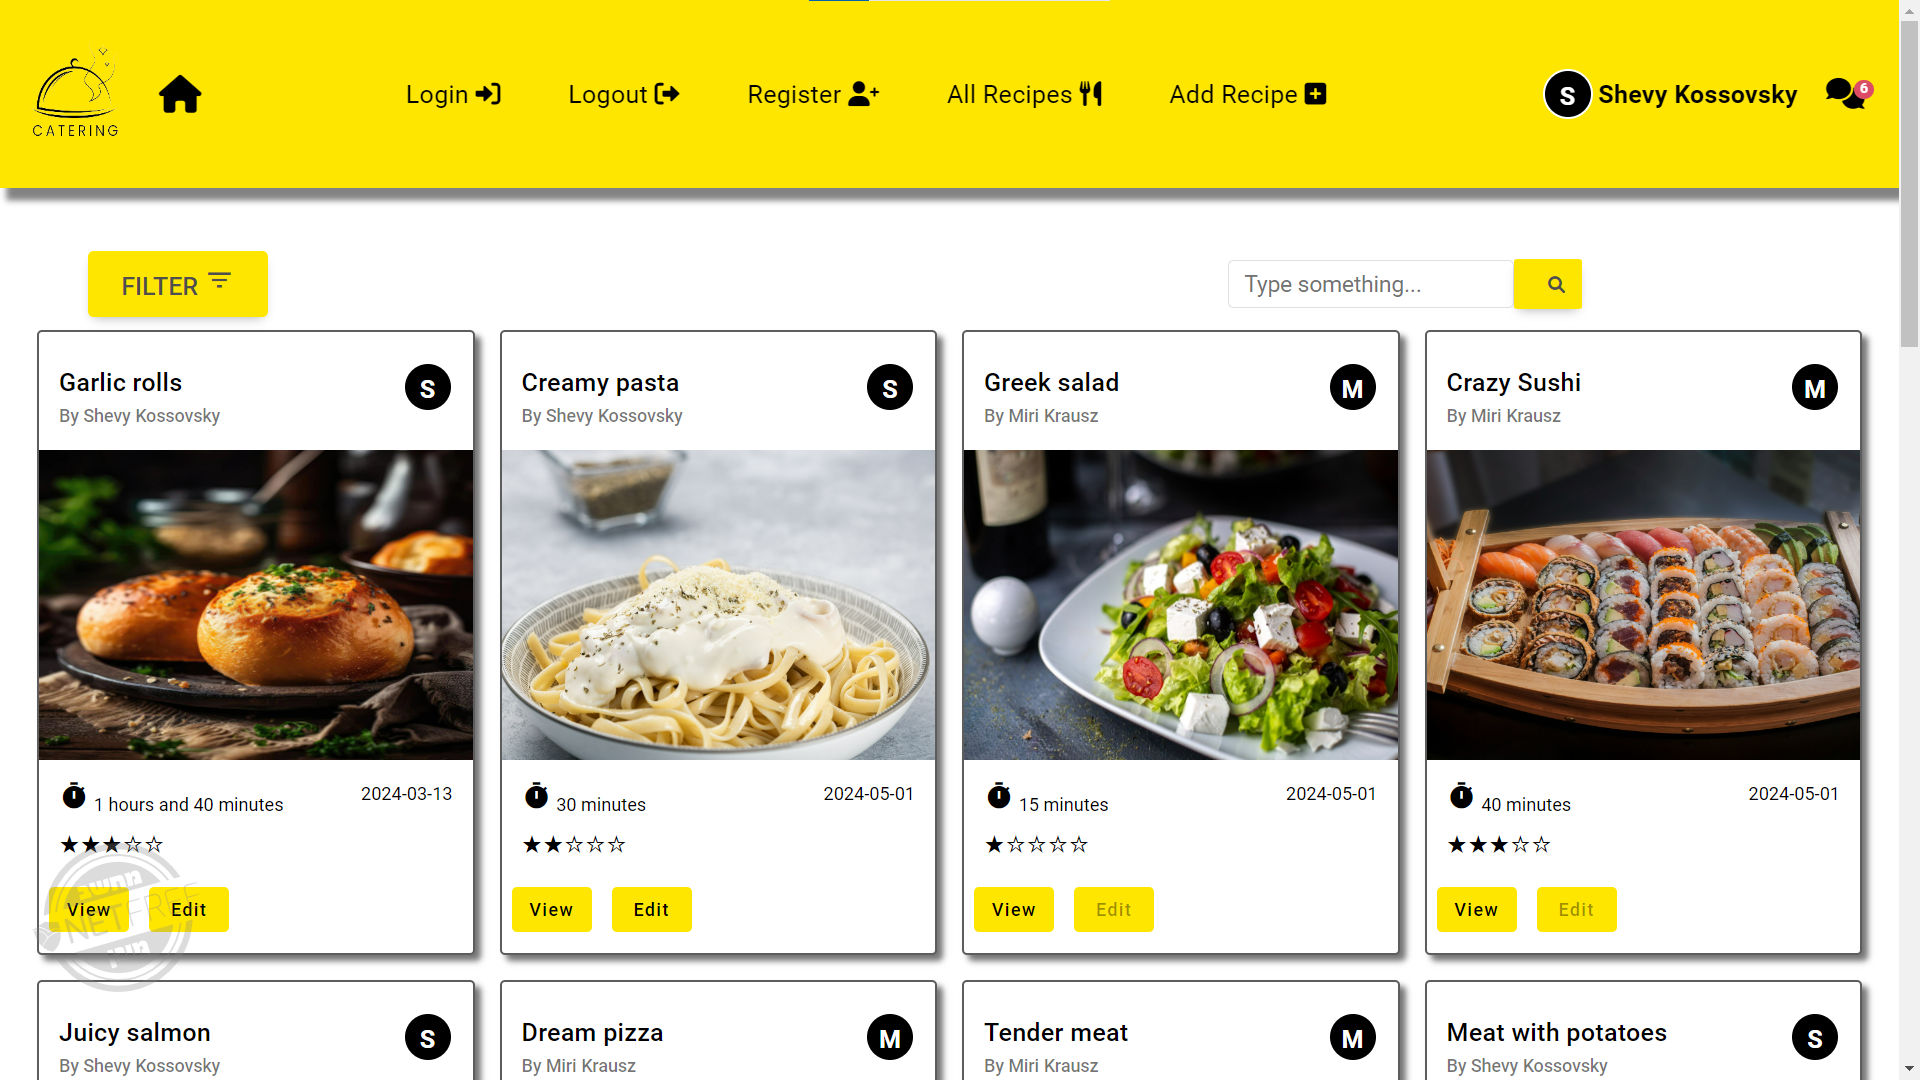 CATERING
Login
Logout
Register
All Recipes
Add Recipe
S Shevy Kossovsky
6
FILTER
Type something...
Garlic rolls
By Shevy Kossovsky
S
Creamy pasta
By Shevy Kossovsky
S
Greek salad
By Miri Krausz
M
Crazy Sushi
By Miri Krausz
M
1 hours and 40 minutes
2024-03-13
30 minutes
2024-05-01
15 minutes
2024-05-01
40 minutes
2024-05-01
View Edit
View Edit
View Edit
View Edit
NETFREE
Juicy salmon
By Shevy Kossovsky
S
Dream pizza
By Miri Krausz
M
Tender meat
By Miri Krausz
M
Meat with potatoes
By Shevy Kossovsky
S